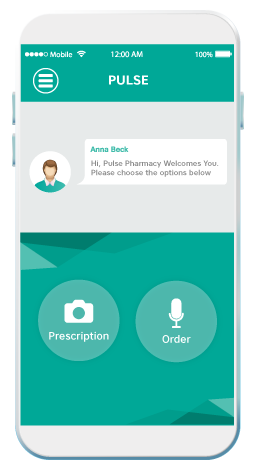 Mobile 12:00 AM 100%
PULSE
Anna Beck
Hi, Pulse Pharmacy Welcomes You.
Please choose the options below
Prescription
Order